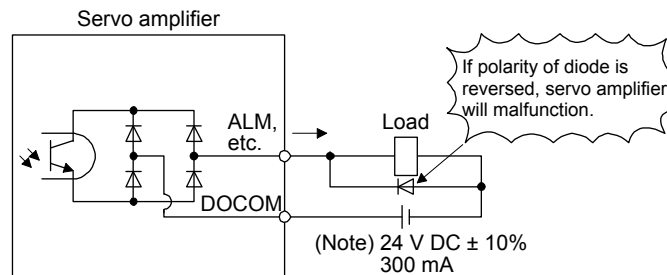 Servo amplifier
If polarity of diode is
reversed, servo amplifier
will malfunction.
ALM,
etc.
Load
DOCOM
(Note) 24 V DC ± 10%
300 mA